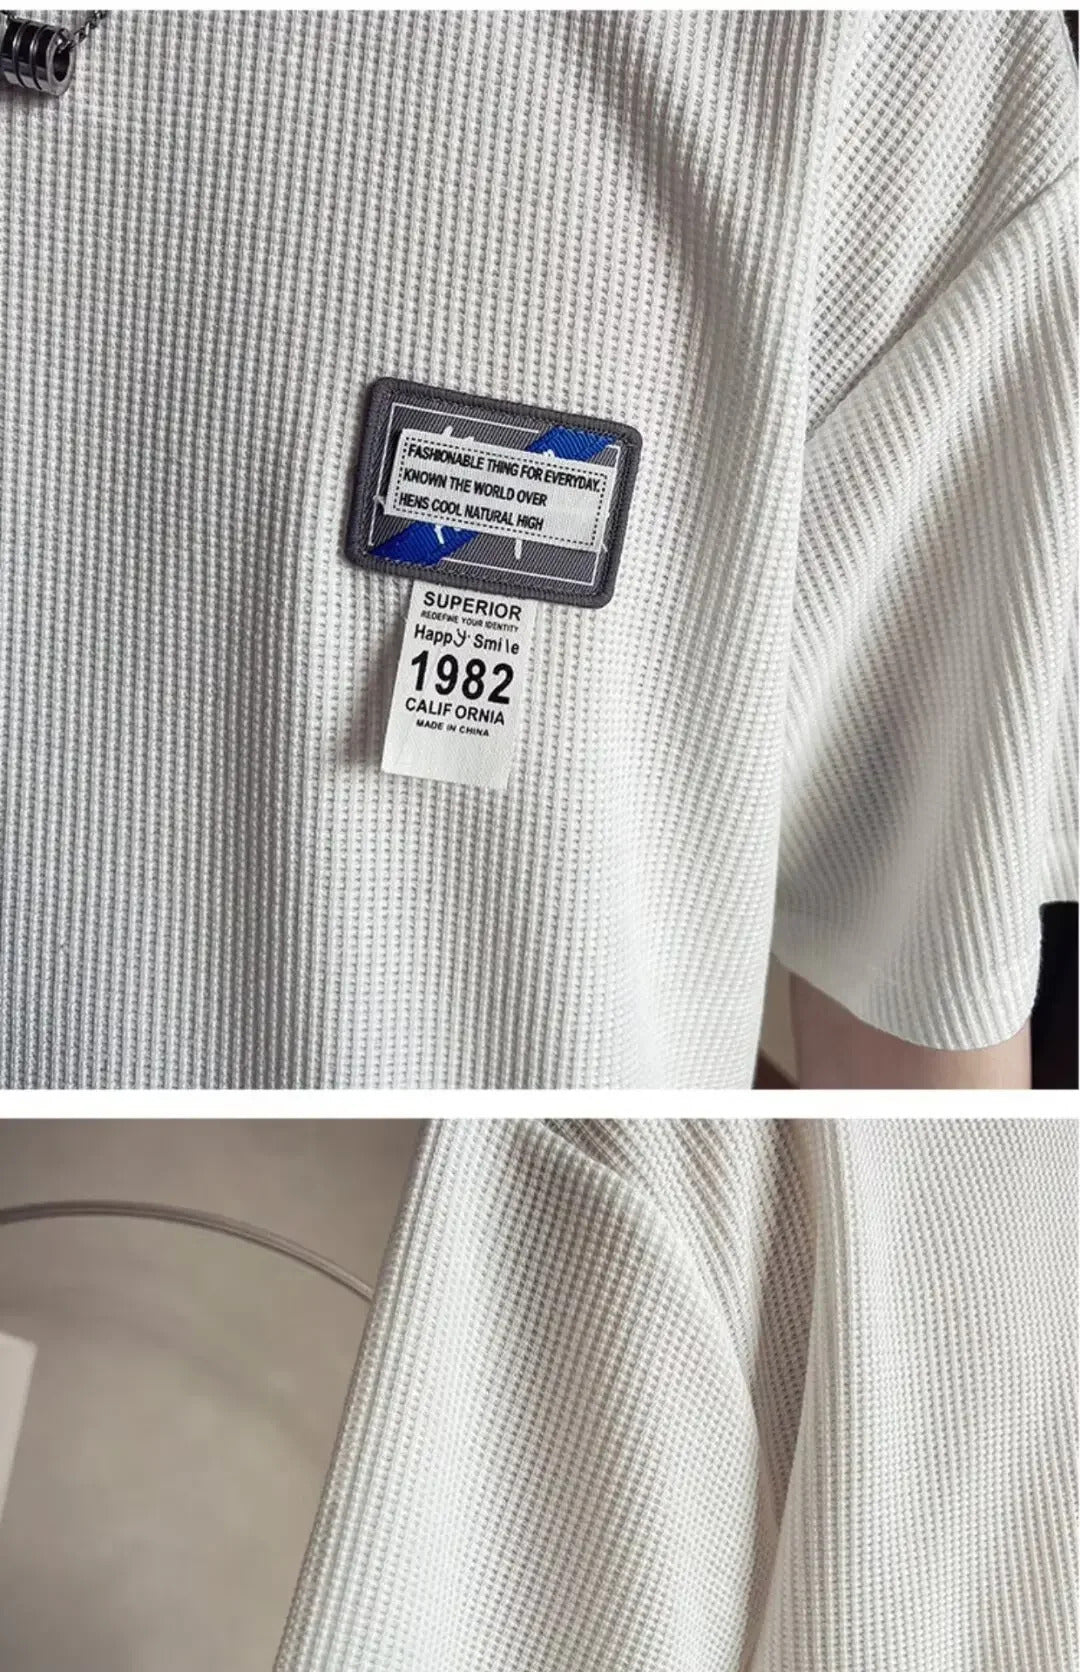 FASHIONABLE THING FOR EVERYDAY.
KNOWN THE WORLD OVER
HENS COOL NATURAL HIGH
SUPERIOR
REDEFINE YOUR IDENTITY
Happy Smile
1982
CALIFORNIA
MADE IN CHINA